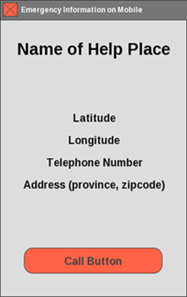 Emergency Information on Mobile
Name of Help Place
Latitude
Longitude
Telephone Number
Address (province, zipcode)
Call Button